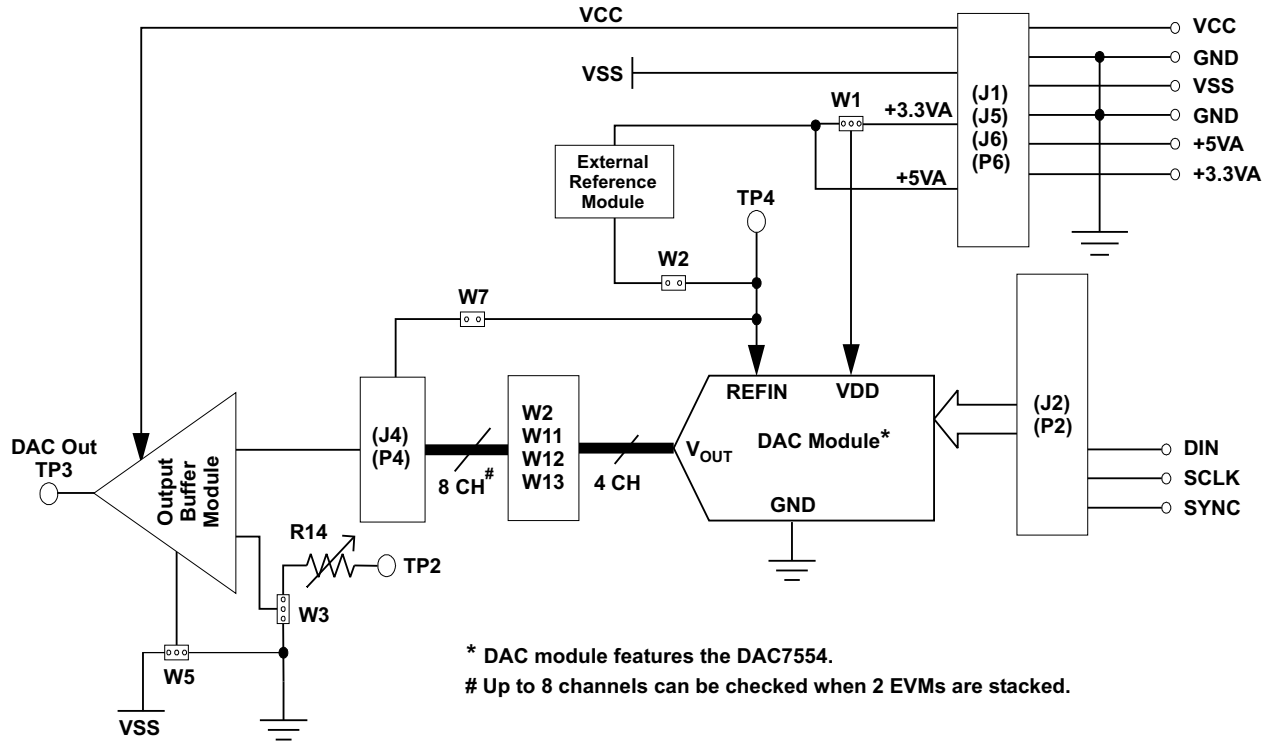 VCC
VCC
GND
VSS
VSS
GND
+5VA
+3.3VA
(J1)
(J5)
(J6)
(P6)
W1
+3.3VA
+5VA
External
Reference
Module
TP4
W2
W7
REFIN
VDD
DAC Module*
VOUT
GND
(J2)
(P2)
DIN
SCLK
SYNC
W2
W11
W12
W13
4 CH
8 CH#
(J4)
(P4)
DAC Out
TP3
Output
Buffer
Module
R14
TP2
W3
W5
VSS
* DAC module features the DAC7554.
# Up to 8 channels can be checked when 2 EVMs are stacked.